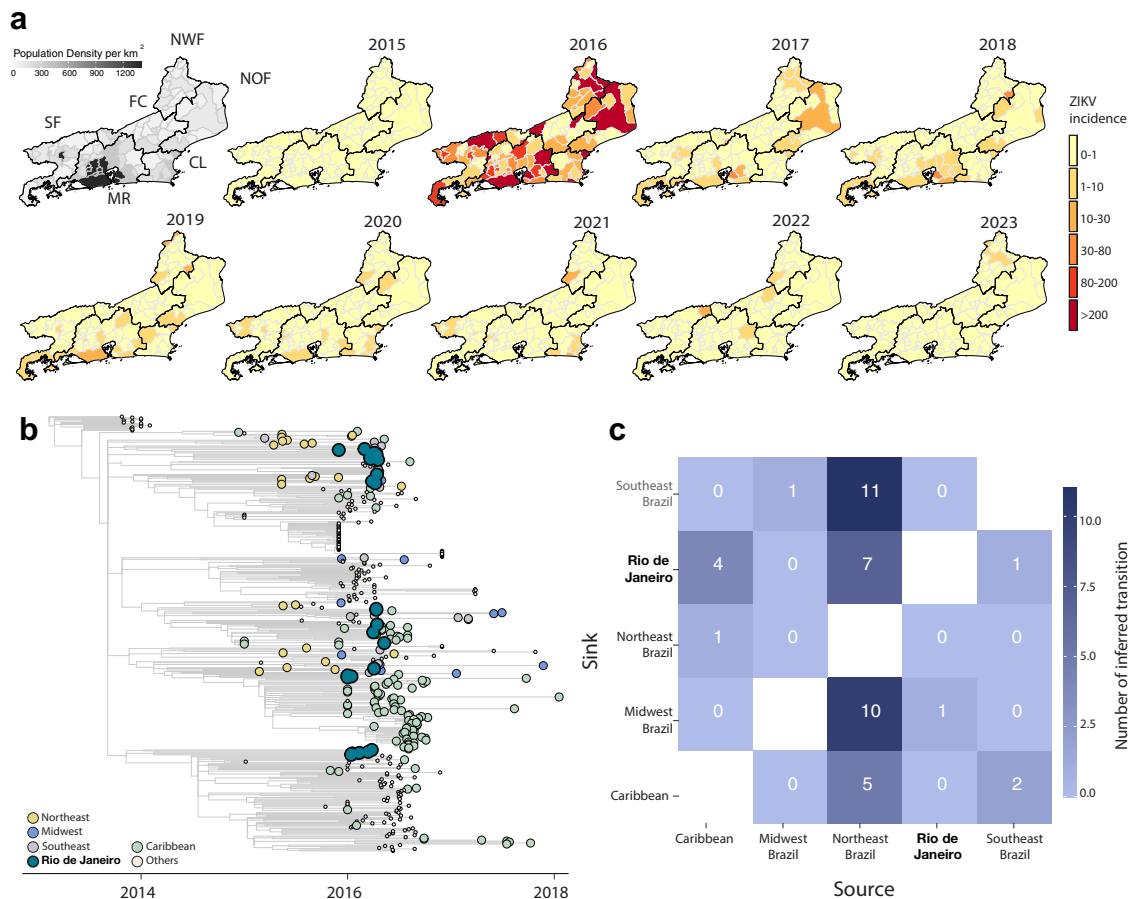 a
Population Density per km 2
0 300 600 900 1200
NWF
NOF
FC
SF
CL
MR
2015
2016
2017
2018
ZIKV
incidence
0-1
1-10
10-30
30-80
80-200
>200
2019
2020
2021
2022
2023
b
Northeast
Midwest
Southeast
Rio de Janeiro
Caribbean
Others
2014
2016
2018
c
Sink
Southeast
Brazil
0 1 11 0
Rio de
Janeiro
4 0 7 1
Northeast
Brazil
1 0 0 0
Midwest
Brazil
0 10 1 0
Caribbean
0 5 0 2
Caribbean
Midwest
Brazil
Northeast
Brazil
Rio de
Janeiro
Southeast
Brazil
Source
10.0
7.5
5.0
2.5
0.0
Number of inferred transition